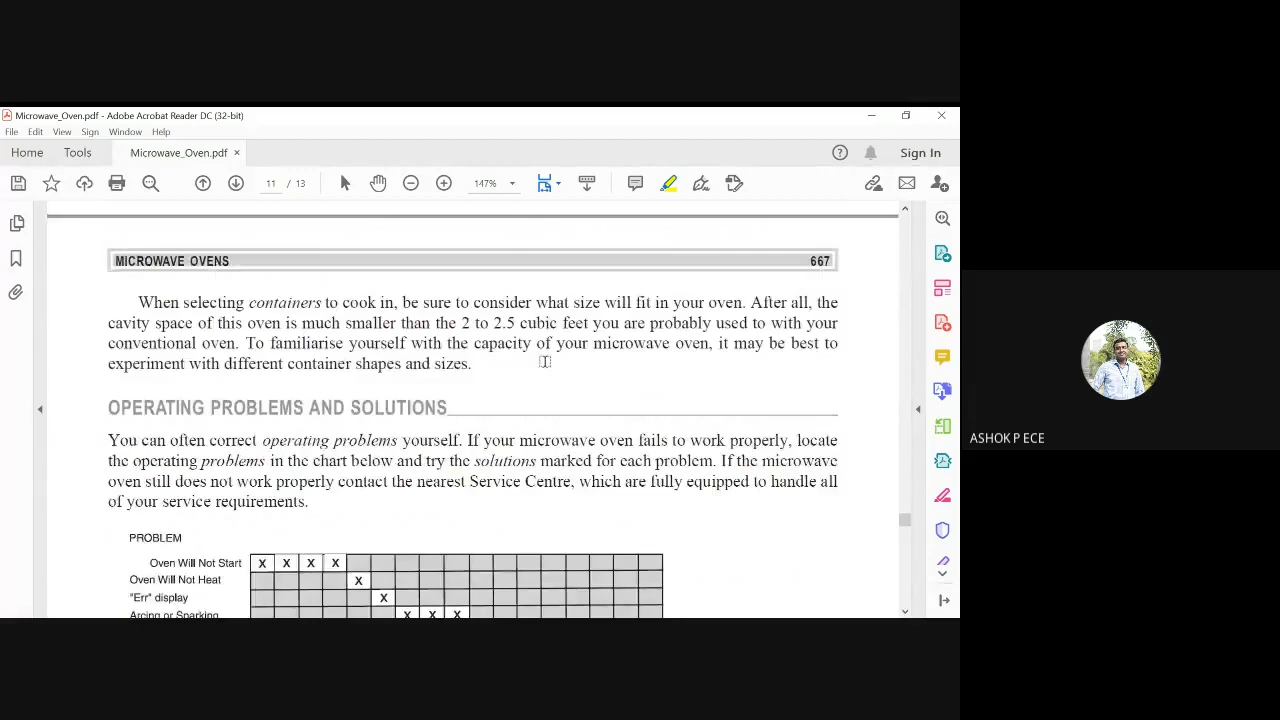 Microwave_Oven.pdf - Adobe Acrobat Reader DC (32-bit)
File Edit View Sign Window Help
Home Tools Microwave_Oven.pdf × Sign In
11 / 13 147%
MICROWAVE OVENS 667
When selecting containers to cook in, be sure to consider what size will fit in your oven. After all, the
cavity space of this oven is much smaller than the 2 to 2.5 cubic feet you are probably used to with your
conventional oven. To familiarise yourself with the capacity of your microwave oven, it may be best to
experiment with different container shapes and sizes.
OPERATING PROBLEMS AND SOLUTIONS
You can often correct operating problems yourself. If your microwave oven fails to work properly, locate
the operating problems in the chart below and try the solutions marked for each problem. If the microwave
oven still does not work properly contact the nearest Service Centre, which are fully equipped to handle all
of your service requirements.
PROBLEM
Oven Will Not Start X X X X
Oven Will Not Heat X
"Err" display X
Arcing or Sparking X X X
ASHOK P ECE